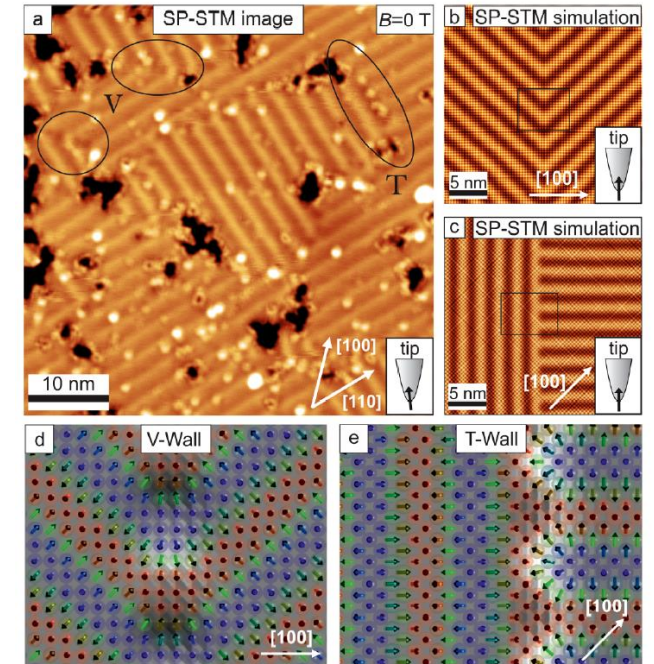 a SP-STM image B=0 T
V
T
[100]
[110]
10 nm
tip
b SP-STM simulation
[100]
5 nm
tip
c SP-STM simulation
[100]
5 nm
tip
d V-Wall
[100]
e T-Wall
[100]